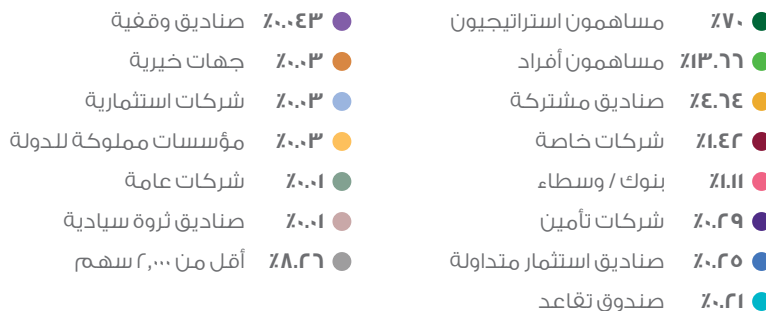 ٪٧٠ مساهمون استراتيجيون
٪١٣.٦٦ مساهمون أفراد
٪٤.٦٤ صناديق مشتركة
٪١.٤٢ شركات خاصة
٪١.١١ بنوك / وسطاء
٪٠.٢٩ شركات تأمين
٪٠.٢٥ صناديق استثمار متداولة
٪٠.٢١ صندوق تقاعد
٪٠.٠٤٣ صناديق وقفية
٪٠.٠٣ جهات خيرية
٪٠.٠٣ شركات استثمارية
٪٠.٠٣ مؤسسات مملوكة للدولة
٪٠.٠١ شركات عامة
٪٠.٠١ صناديق ثروة سيادية
٪٨.٢٦ أقل من ٢,٠٠٠ سهم